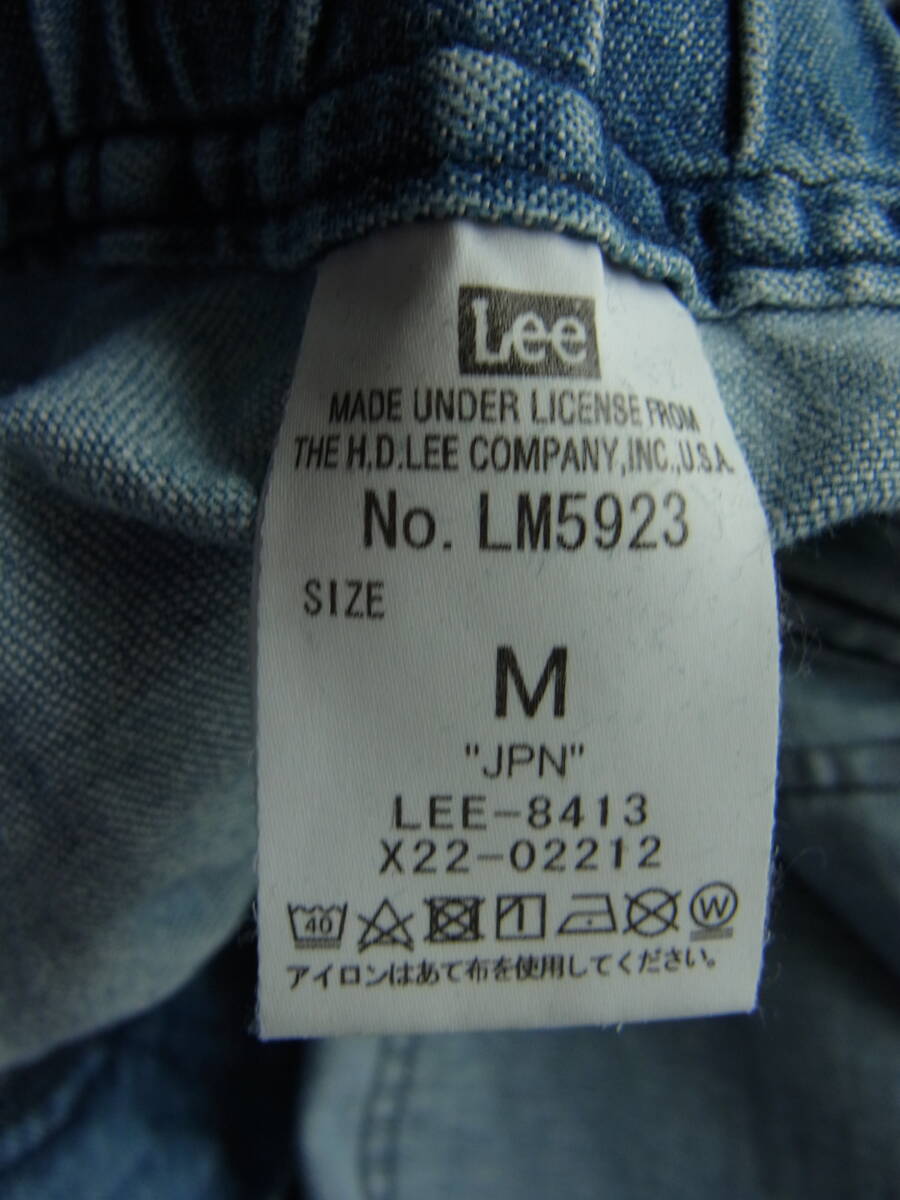 Lee
MADE UNDER LICENSE FROM
THE H.D.LEE COMPANY,INC.,U.S.A.
No. LM5923
SIZE
M
"JPN"
LEE-8413
X22-02212
40 W
アイロンはあて布を使用してください。